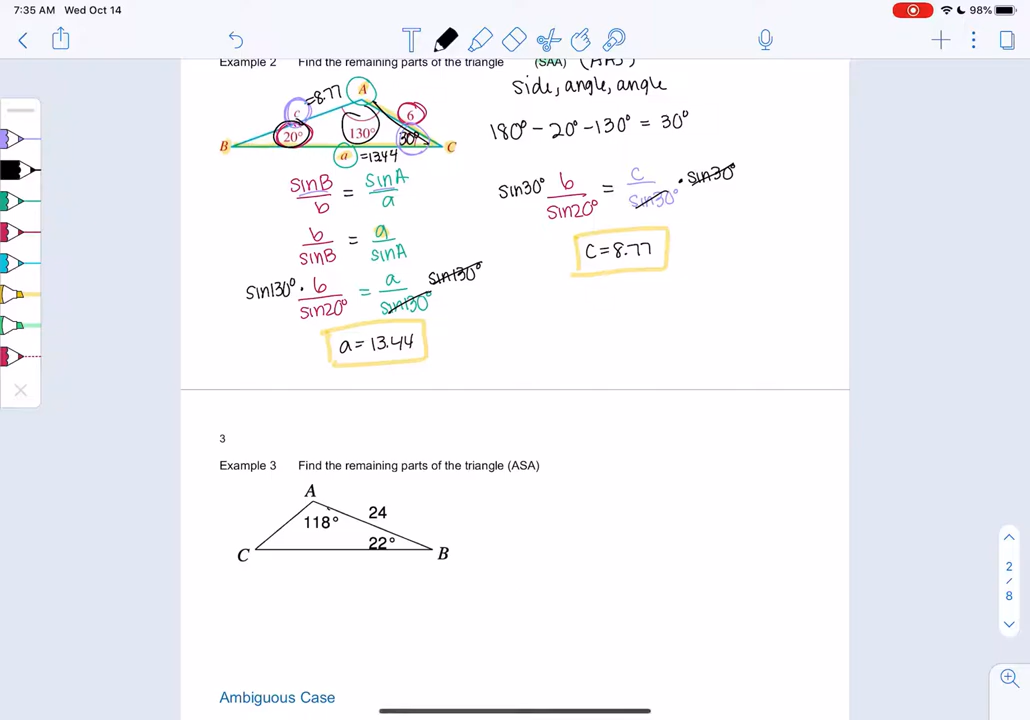 7:35 AM Wed Oct 14
98%
Example 2 Find the remaining parts of the triangle (SAA) (AAS)
side, angle, angle
180° - 20° - 130° = 30°
A
B
C
c
=8.77
6
20°
130°
30°
a =13.44
sinB/b = sinA/a
b/sinB = a/sinA
sin130° · b/sin20° = a/sin130° sin130°
a = 13.44
sin30° b/sin20° = c/sin30° · sin30°
c = 8.77
3
Example 3 Find the remaining parts of the triangle (ASA)
A
118°
24
22°
C
B
Ambiguous Case
2
/
8
T